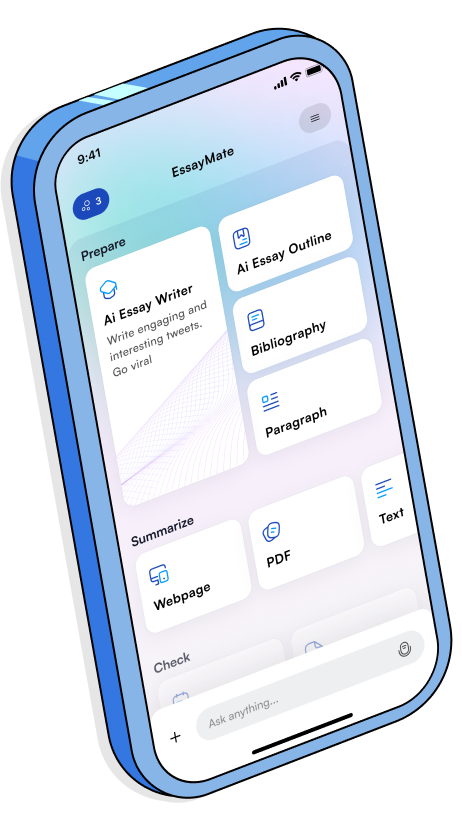 9:41
EssayMate
3
Prepare
Ai Essay Writer
Write engaging and
interesting tweets.
Go viral
Ai Essay Outline
Bibliography
Paragraph
Summarize
Webpage
PDF
Text
Check
Ask anything...